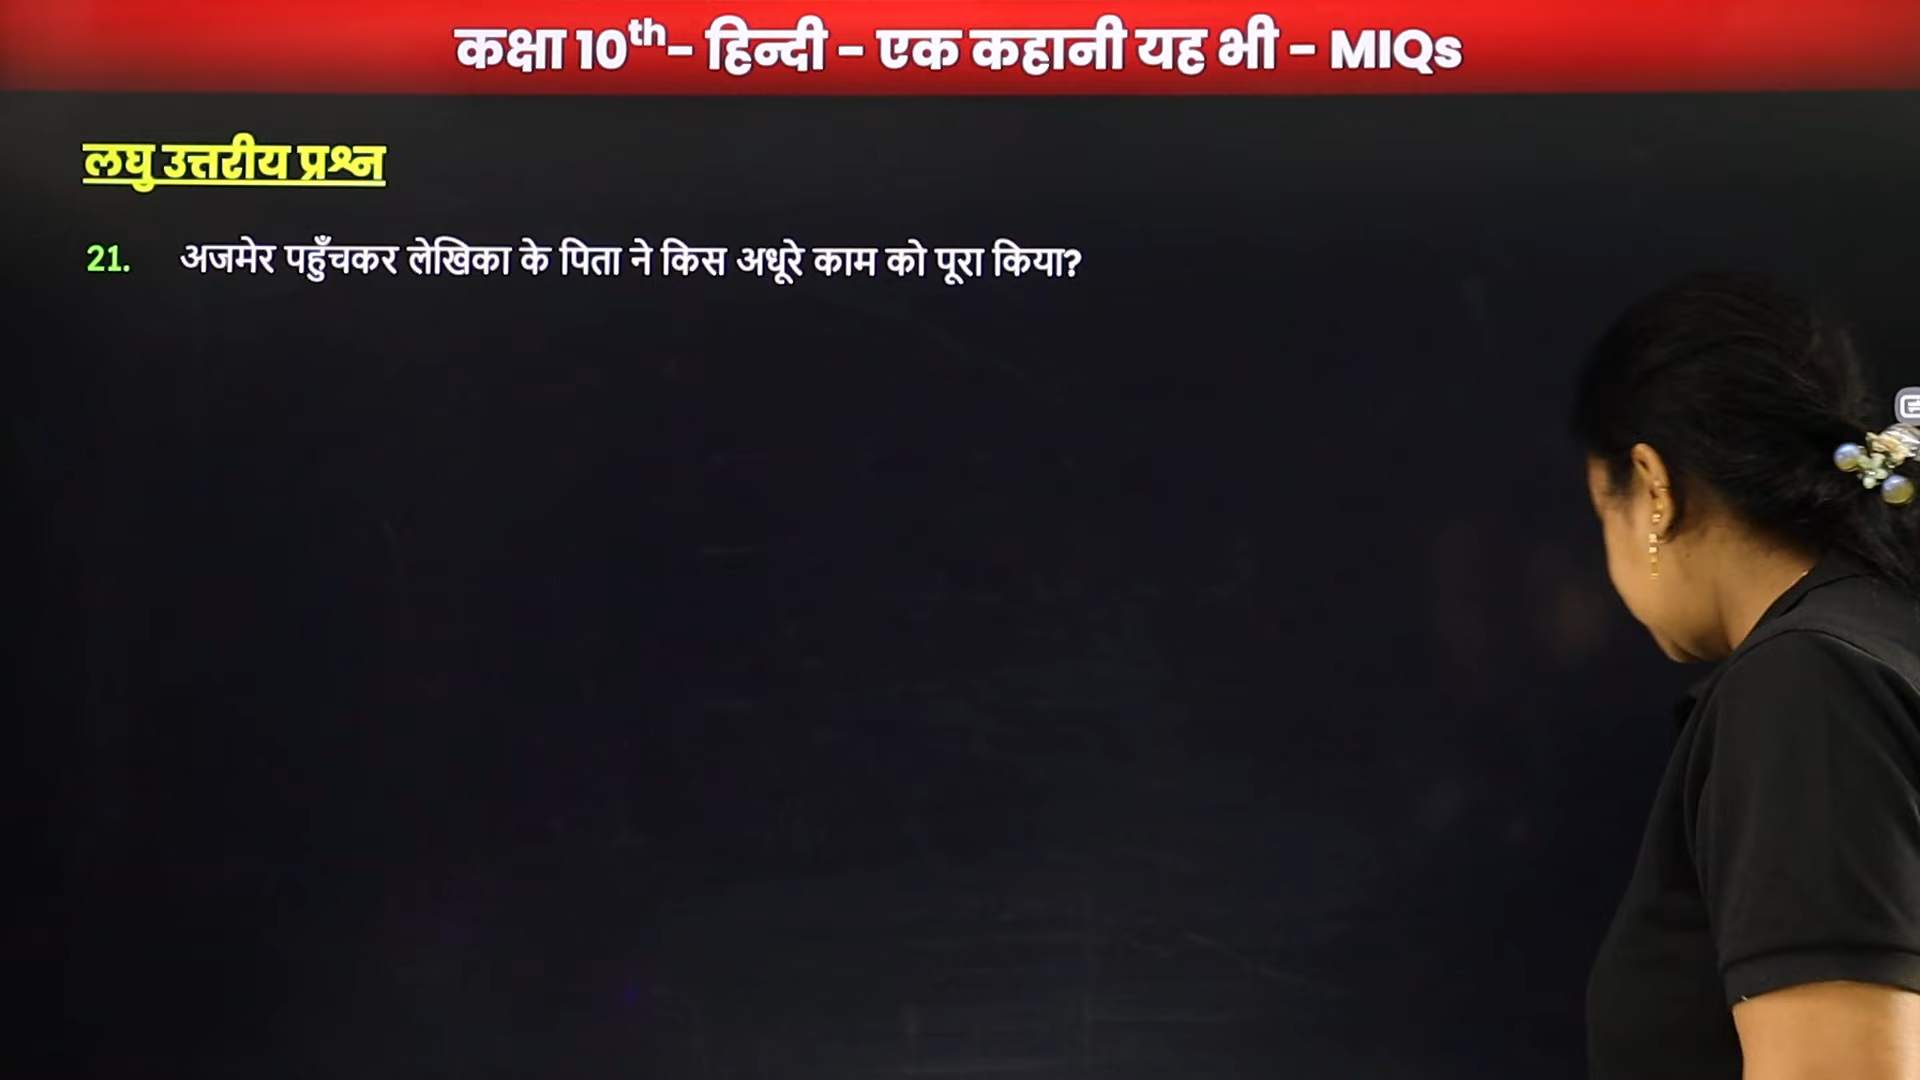 कक्षा 10th- हिन्दी - एक कहानी यह भी - MIQs
लघु उत्तरीय प्रश्न
21. अजमेर पहुँचकर लेखिका के पिता ने किस अधूरे काम को पूरा किया?